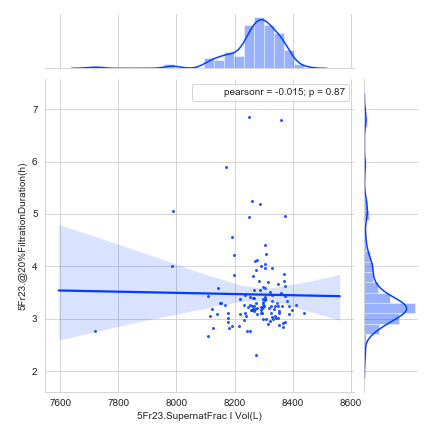 pearsonr = -0.015; p = 0.87
7
6
5
4
3
2
5Fr23.@20%FiltrationDuration(h)
7600 7800 8000 8200 8400 8600
5Fr23.SupernatFrac I Vol(L)